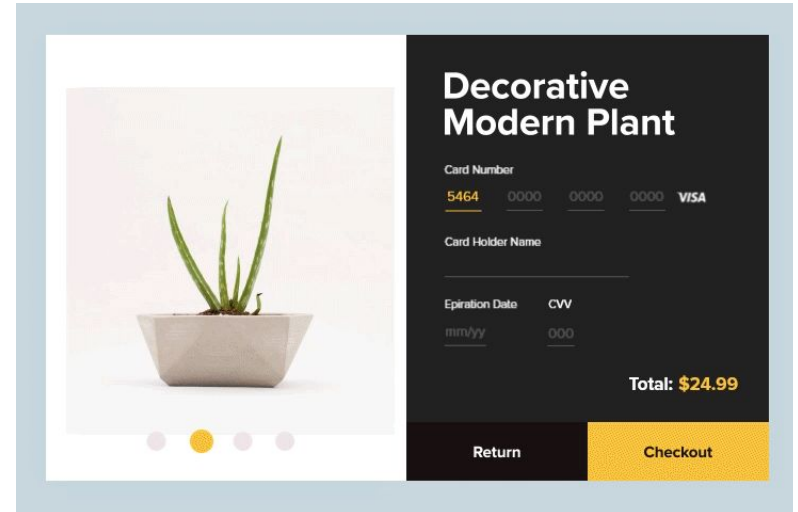 Decorative
Modern Plant
Card Number
5464 0000 0000 0000 VISA
Card Holder Name
Epiration Date CVV
mm/yy 000
Total: $24.99
Return Checkout